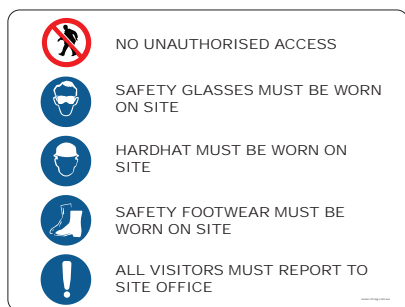 NO UNAUTHORISED ACCESS
SAFETY GLASSES MUST BE WORN
ON SITE
HARDHAT MUST BE WORN ON
SITE
SAFETY FOOTWEAR MUST BE
WORN ON SITE
ALL VISITORS MUST REPORT TO
SITE OFFICE